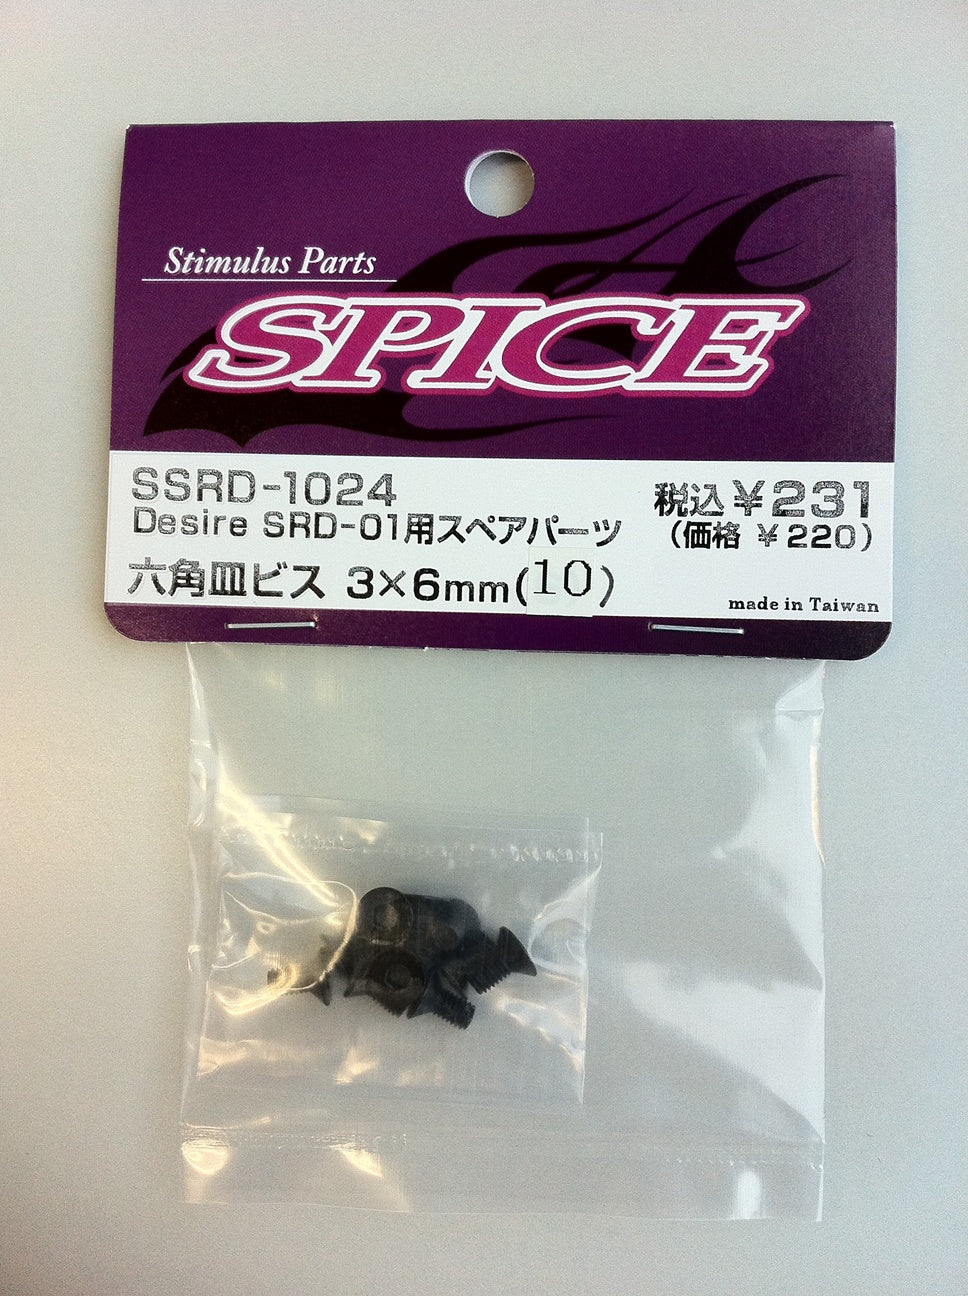 Stimulus Parts
SPICE
SSRD-1024
Desire SRD-01用スペアパーツ
税込 ¥231
(価格 ¥220)
六角皿ビス 3×6mm(10)
made in Taiwan